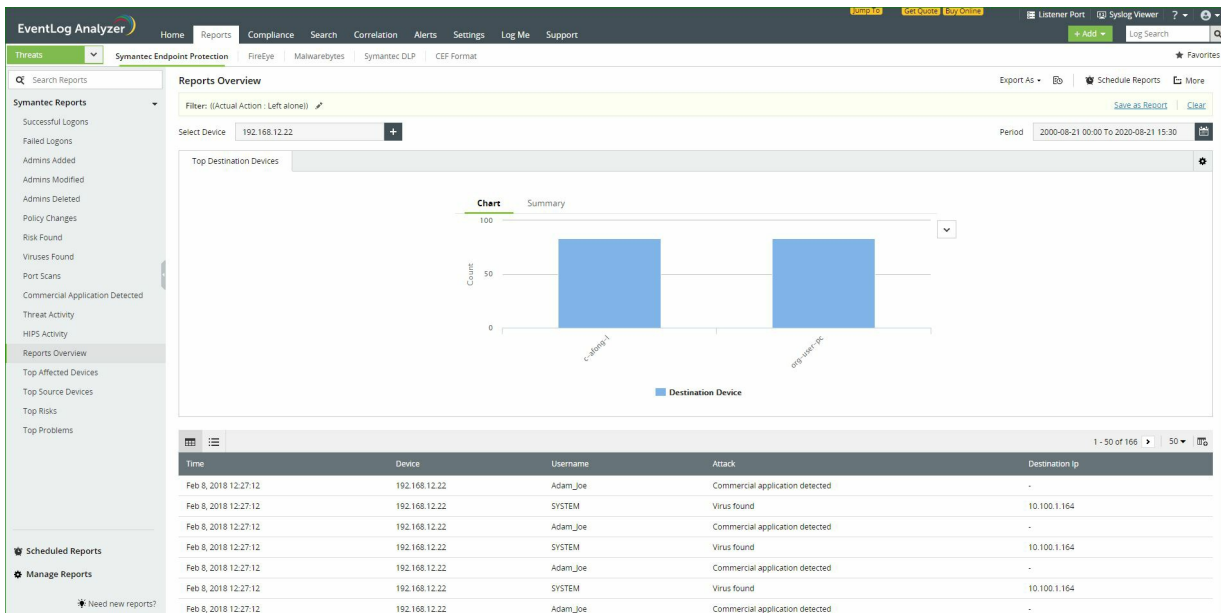 Jump To
Get Quote
Buy Online
Listener Port
Syslog Viewer
?
EventLog Analyzer
Home Reports Compliance Search Correlation Alerts Settings Log Me Support
+ Add
Log Search
Threats
Symantec Endpoint Protection
FireEye
Malwarebytes
Symantec DLP
CEF Format
Favorites
Search Reports
Symantec Reports
Successful Logons
Failed Logons
Admins Added
Admins Modified
Admins Deleted
Policy Changes
Risk Found
Viruses Found
Port Scans
Commercial Application Detected
Threat Activity
HIPS Activity
Reports Overview
Top Affected Devices
Top Source Devices
Top Risks
Top Problems
Scheduled Reports
Manage Reports
Need new reports?
Reports Overview
Export As
Schedule Reports
More
Filter: ((Actual Action : Left alone))
Save as Report
Clear
Select Device 192.168.12.22 +
Period 2000-08-21 00:00 To 2020-08-21 15:30
Top Destination Devices
Chart Summary
100
50
0
Count
c-afong-l
org-user-pc
Destination Device
1 - 50 of 166
50
Time Device Username Attack Destination Ip
Feb 8, 2018 12:27:12 192.168.12.22 Adam_Joe Commercial application detected -
Feb 8, 2018 12:27:12 192.168.12.22 SYSTEM Virus found 10.100.1.164
Feb 8, 2018 12:27:12 192.168.12.22 Adam_Joe Commercial application detected -
Feb 8, 2018 12:27:12 192.168.12.22 SYSTEM Virus found 10.100.1.164
Feb 8, 2018 12:27:12 192.168.12.22 Adam_Joe Commercial application detected -
Feb 8, 2018 12:27:12 192.168.12.22 SYSTEM Virus found 10.100.1.164
Feb 8, 2018 12:27:12 192.168.12.22 Adam_Joe Commercial application detected -